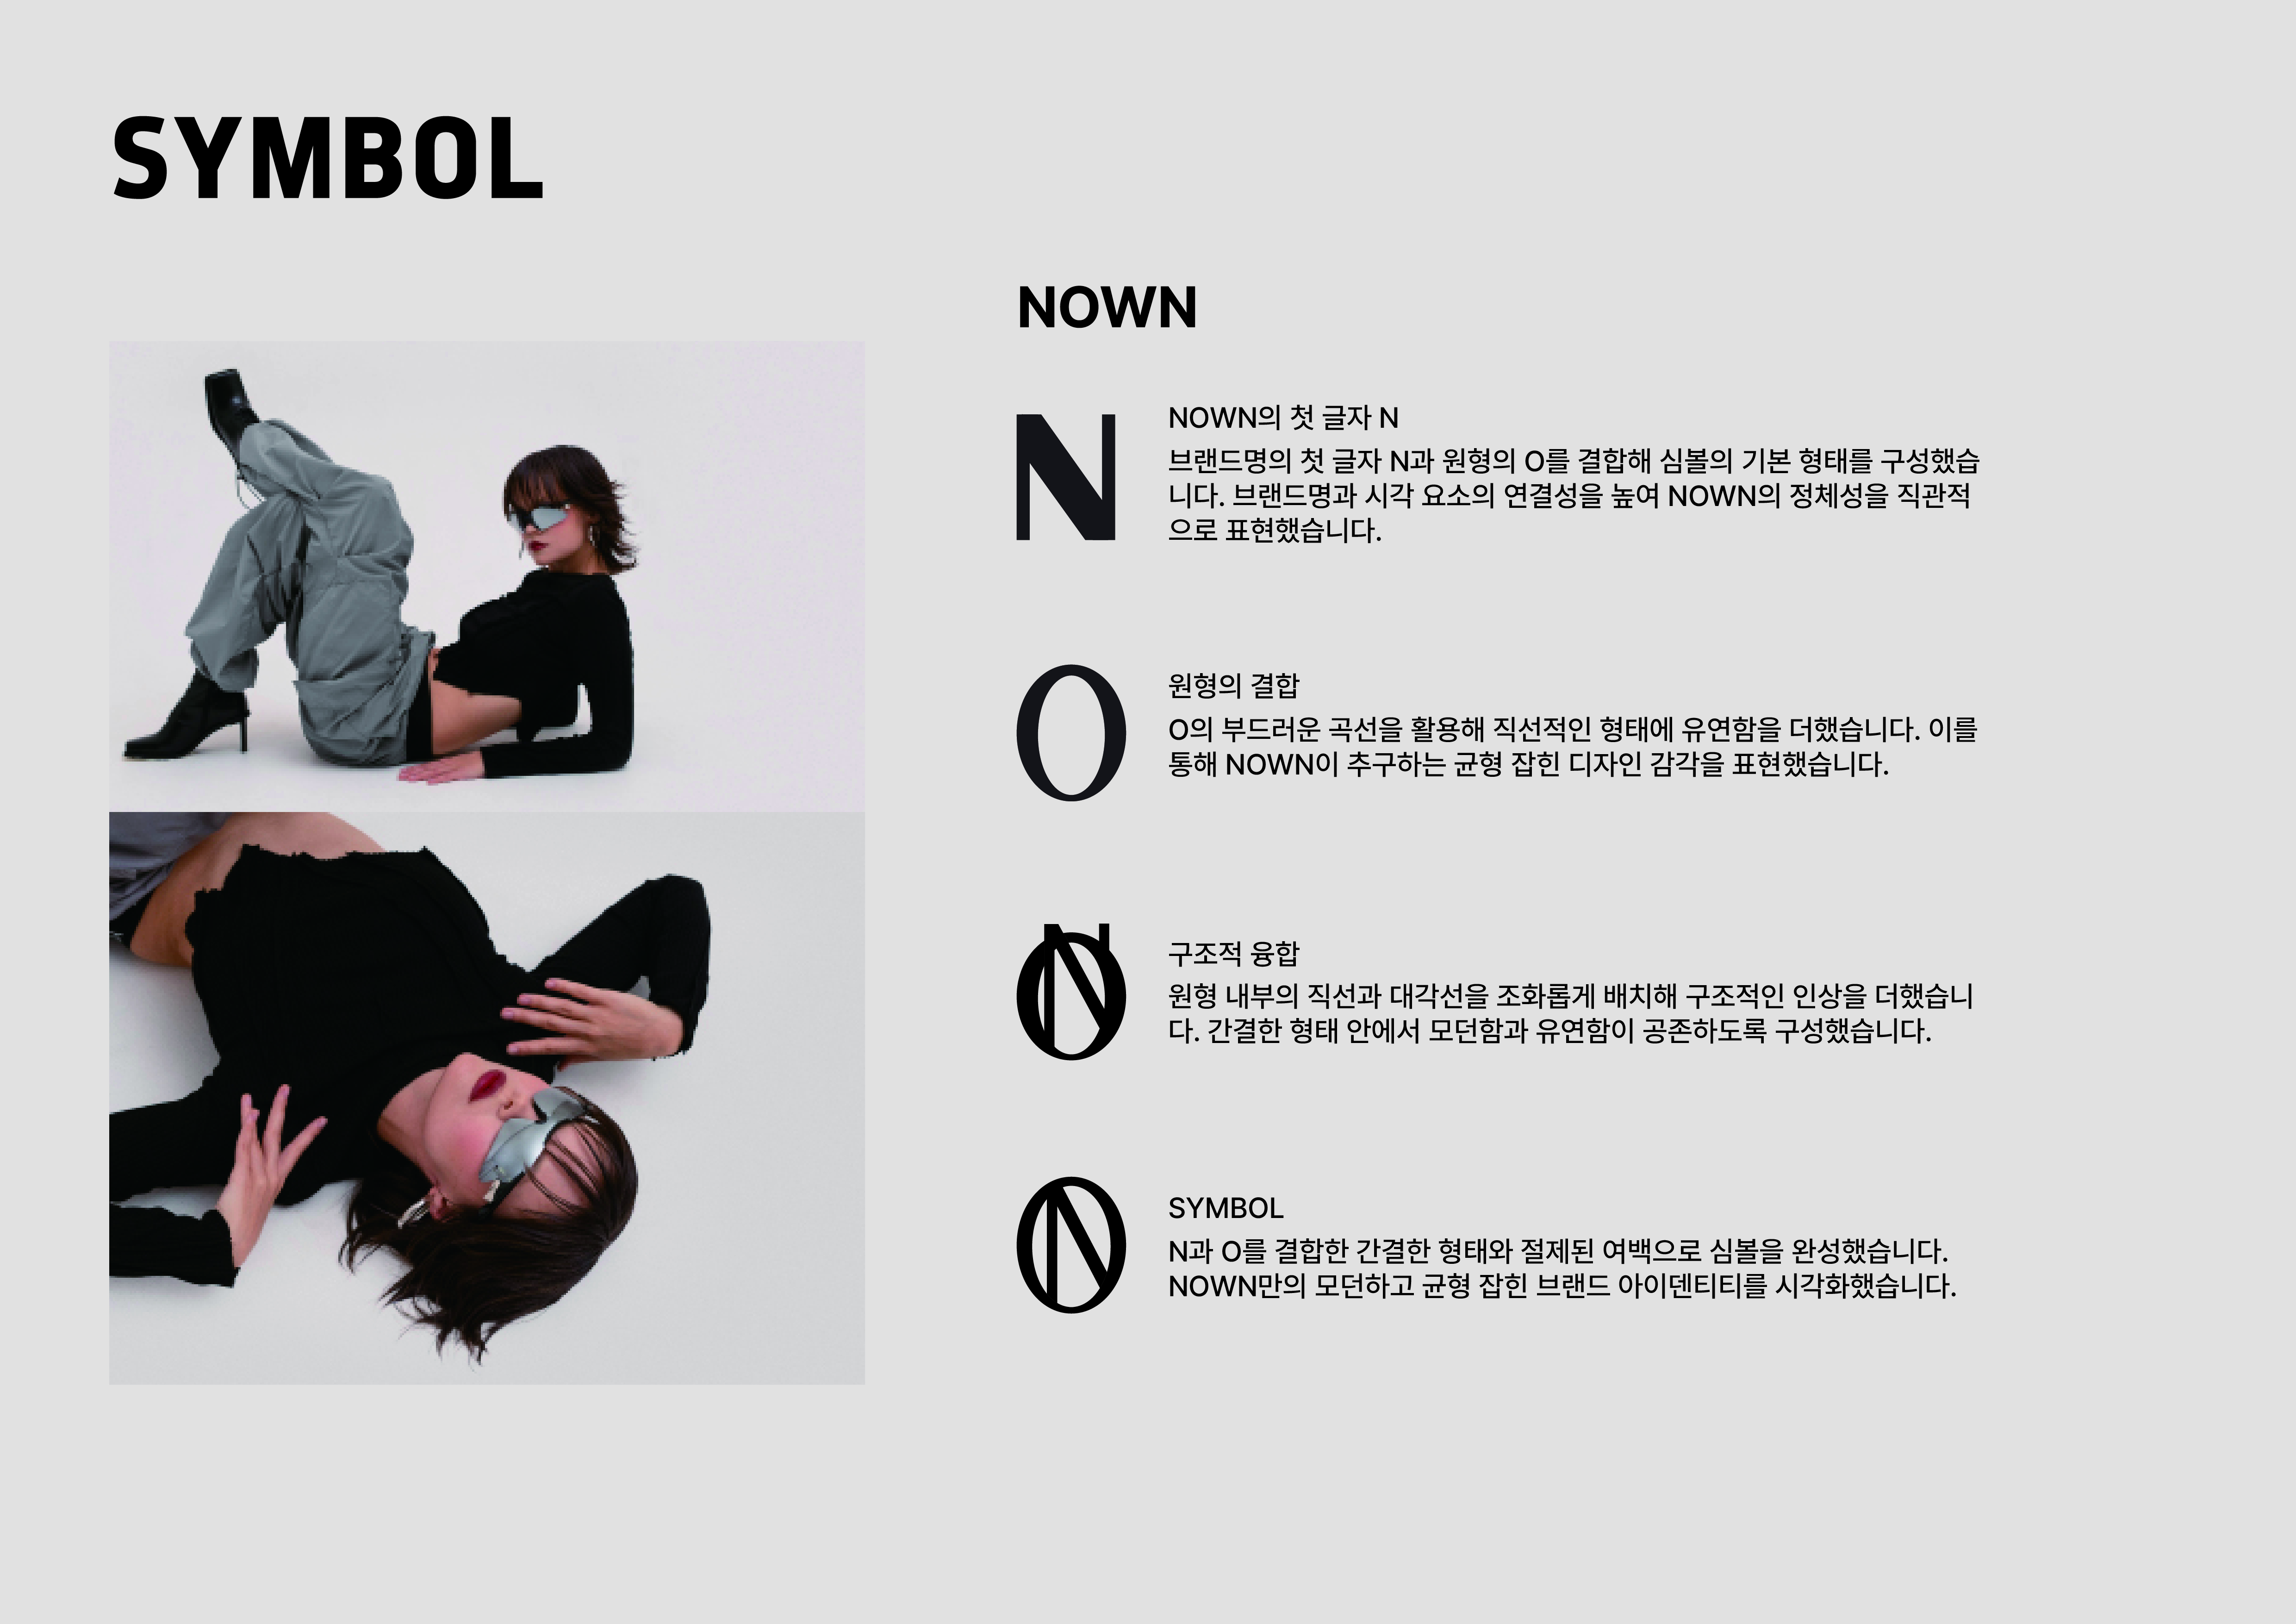 SYMBOL
NOWN
N
NOWN의 첫 글자 N
브랜드명의 첫 글자 N과 원형의 O를 결합해 심볼의 기본 형태를 구성했습
니다. 브랜드명과 시각 요소의 연결성을 높여 NOWN의 정체성을 직관적
으로 표현했습니다.
O
원형의 결합
O의 부드러운 곡선을 활용해 직선적인 형태에 유연함을 더했습니다. 이를
통해 NOWN이 추구하는 균형 잡힌 디자인 감각을 표현했습니다.
구조적 융합
원형 내부의 직선과 대각선을 조화롭게 배치해 구조적인 인상을 더했습니
다. 간결한 형태 안에서 모던함과 유연함이 공존하도록 구성했습니다.
SYMBOL
N과 O를 결합한 간결한 형태와 절제된 여백으로 심볼을 완성했습니다.
NOWN만의 모던하고 균형 잡힌 브랜드 아이덴티티를 시각화했습니다.